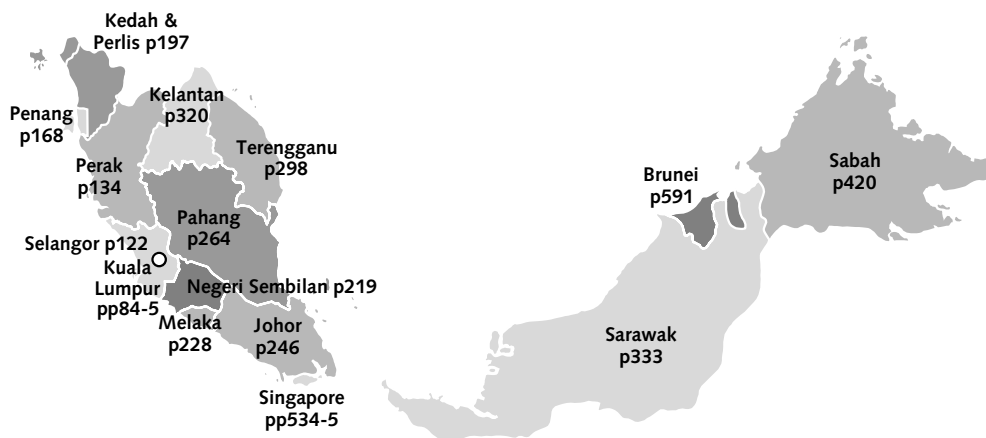 Kedah &
Perlis p197
Kelantan
p320
Penang
p168
Terengganu
p298
Perak
p134
Pahang
p264
Selangor p122
Kuala
Lumpur
pp84-5
Negeri Sembilan p219
Melaka
p228
Johor
p246
Singapore
pp534-5
Brunei
p591
Sabah
p420
Sarawak
p333